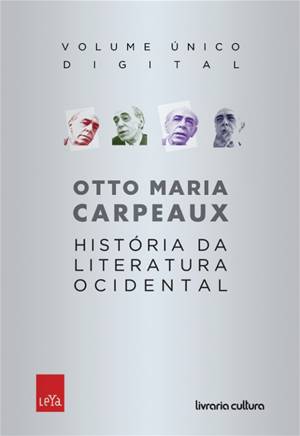 VOLUME ÚNICO
DIGITAL
OTTO MARIA
CARPEAUX
HISTÓRIA DA
LITERATURA
OCIDENTAL
LeYa
livraria cultura